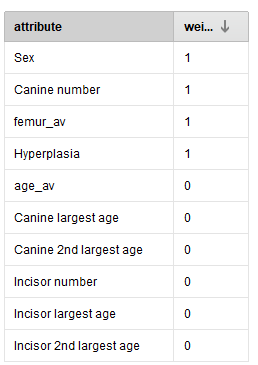 attribute wei...
Sex 1
Canine number 1
femur_av 1
Hyperplasia 1
age_av 0
Canine largest age 0
Canine 2nd largest age 0
Incisor number 0
Incisor largest age 0
Incisor 2nd largest age 0